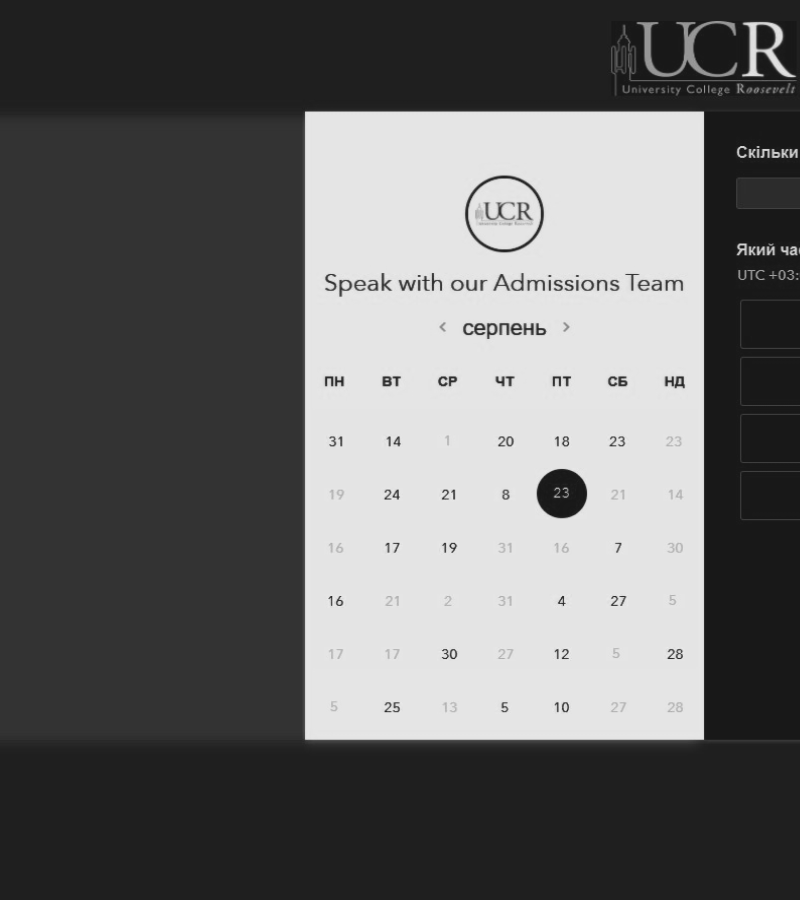 UCR
University College Roosevelt
UCR
Speak with our Admissions Team
< серпень >
ПН ВТ СР ЧТ ПТ СБ НД
31 14 1 20 18 23 23
19 24 21 8 23 21 14
16 17 19 31 16 7 30
16 21 2 31 4 27 5
17 17 30 27 12 5 28
5 25 13 5 10 27 28
Скільки
Який ча
UTC +03: